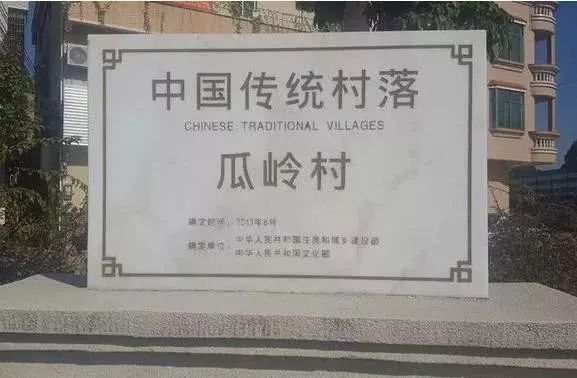 中国传统村落
CHINESE TRADITIONAL VILLAGES
瓜岭村
确定时间：2013年8月
确定单位：中华人民共和国住房和城乡建设部
中华人民共和国文化部